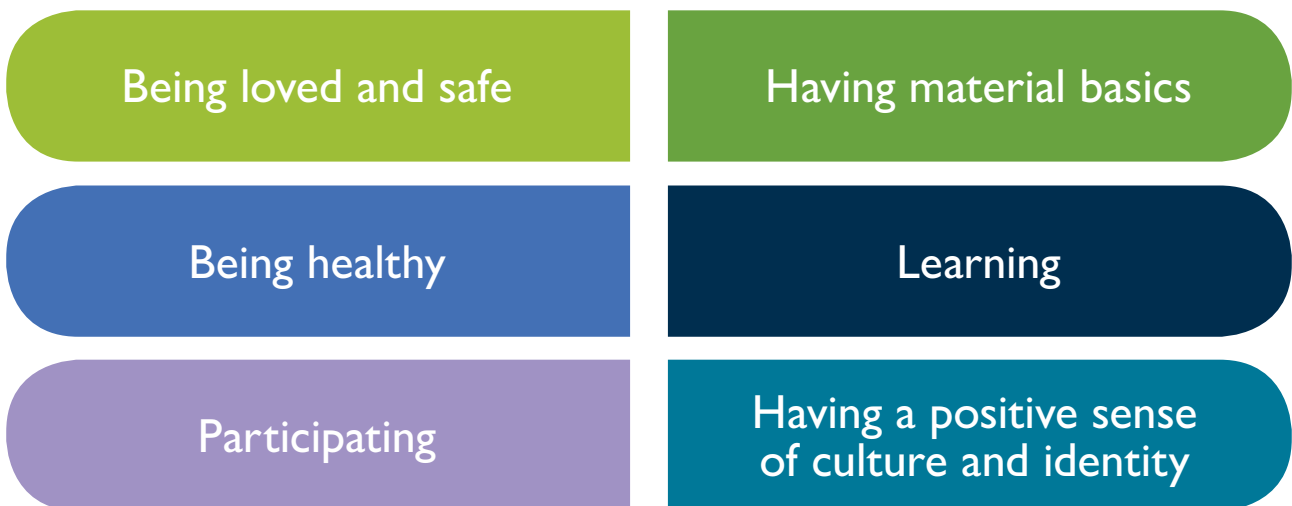 Being loved and safe
Having material basics
Being healthy
Learning
Participating
Having a positive sense
of culture and identity